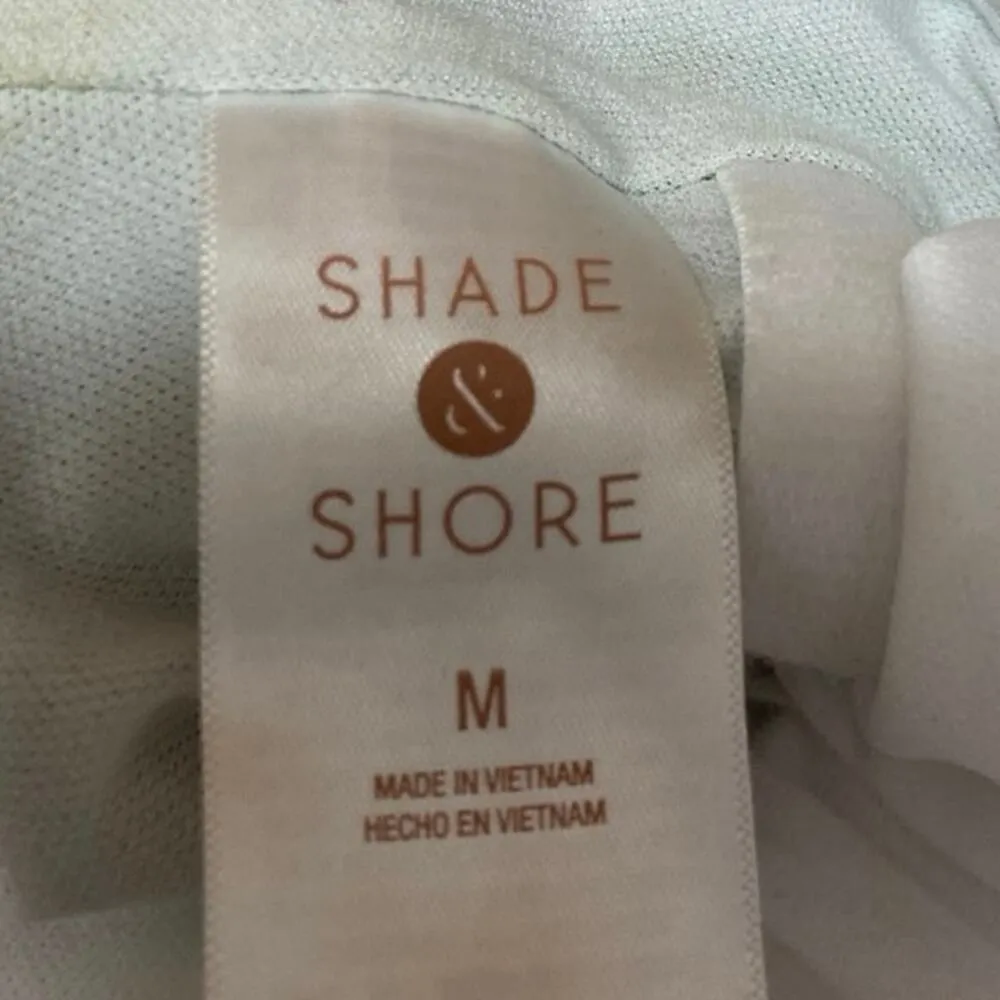 SHADE
&
SHORE
M
MADE IN VIETNAM
HECHO EN VIETNAM